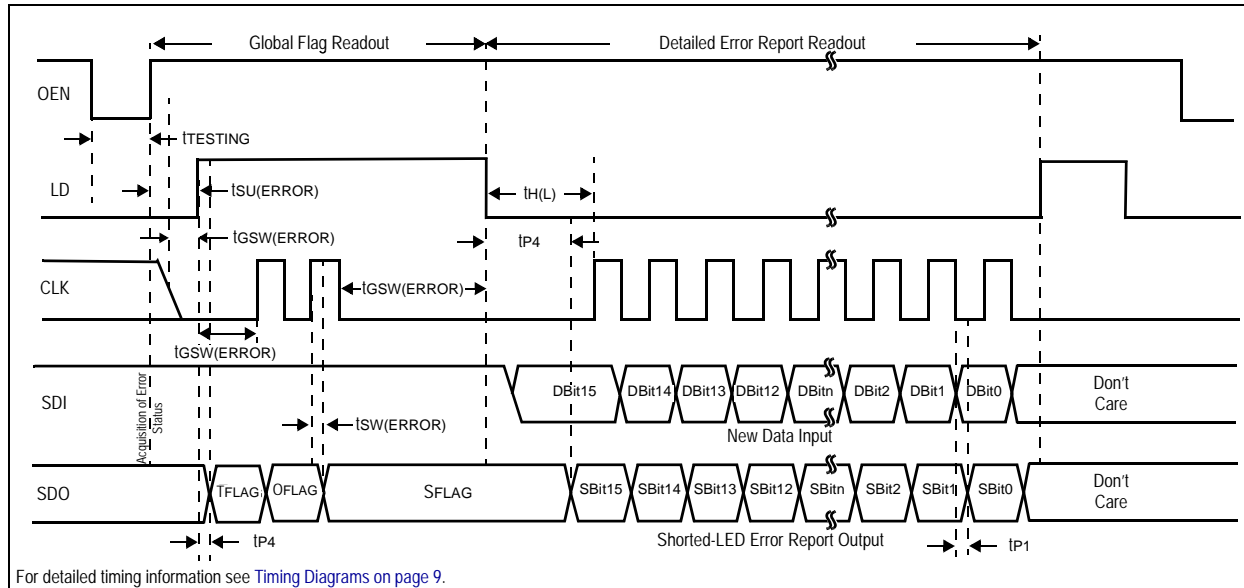 Global Flag Readout
Detailed Error Report Readout
OEN
tTESTING
LD
tSU(ERROR)
tH(L)
tGSW(ERROR)
tP4
CLK
tGSW(ERROR)
tGSW(ERROR)
Acquisition of Error
Status
SDI
DBit15 DBit14 DBit13 DBit12 DBitn DBit2 DBit1 DBit0 Don't
Care
New Data Input
tSW(ERROR)
SDO
TFLAG OFLAG SFLAG SBit15 SBit14 SBit13 SBit12 SBitn SBit2 SBit1 SBit0 Don't
Care
Shorted-LED Error Report Output
tP4
tP1
For detailed timing information see Timing Diagrams on page 9.